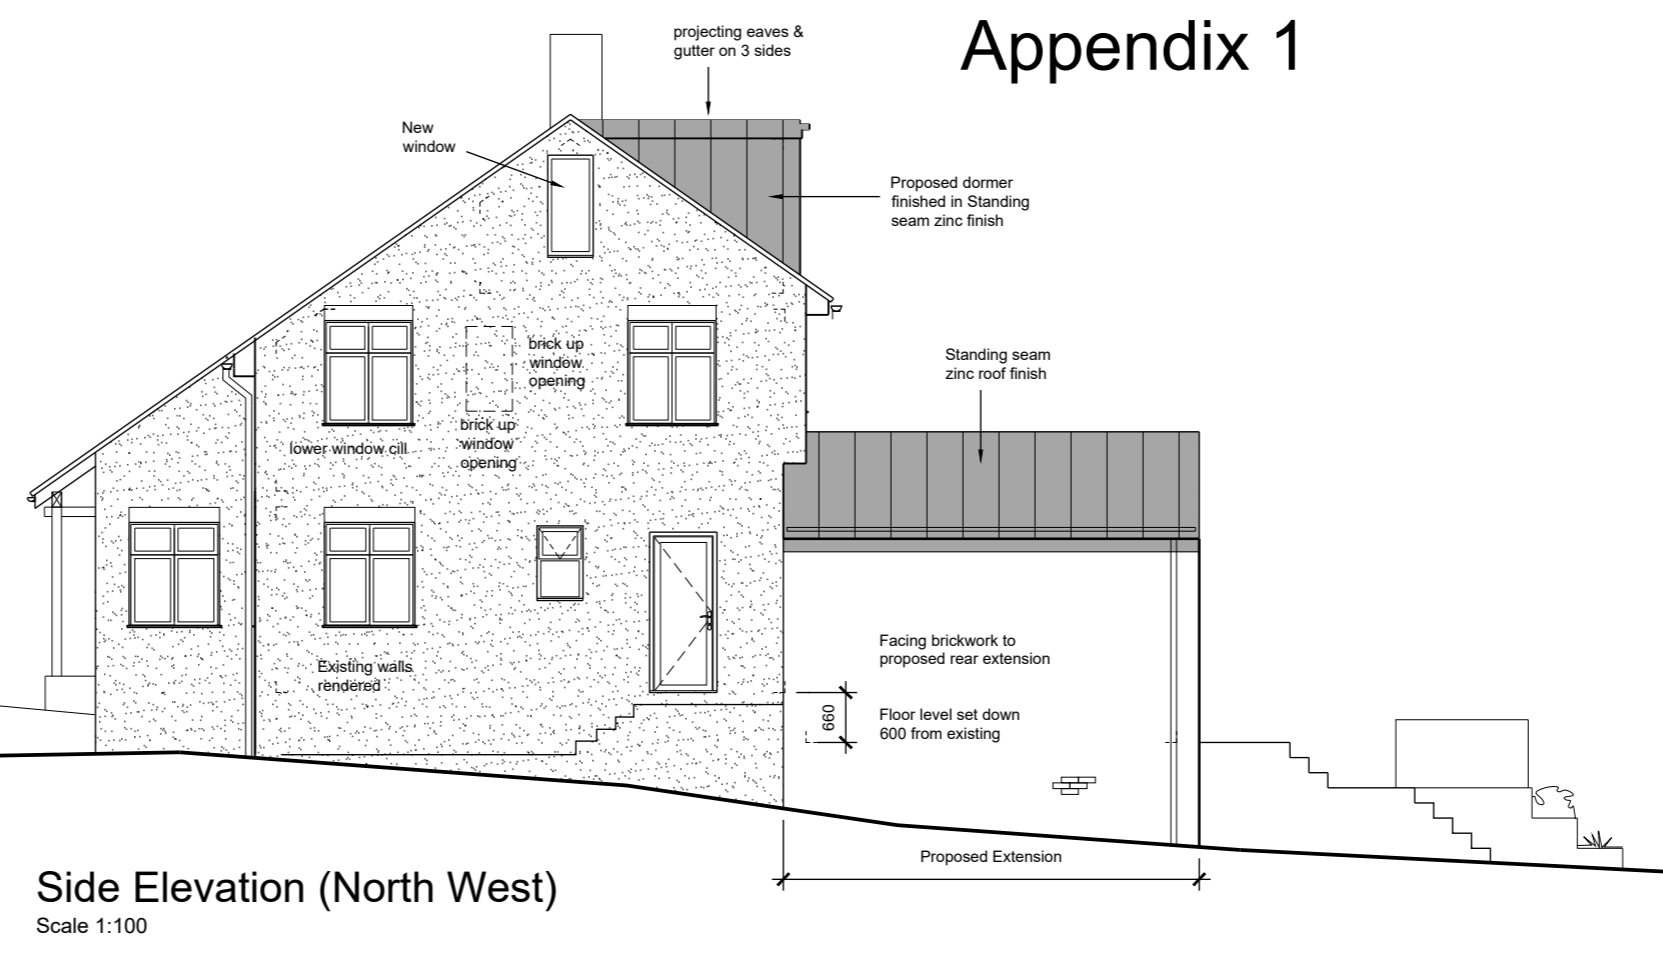 Appendix 1
projecting eaves &
gutter on 3 sides
New
window
Proposed dormer
finished in Standing
seam zinc finish
brick up
window
opening
Standing seam
zinc roof finish
lower window cill
brick up
window
opening
Existing walls
rendered
Facing brickwork to
proposed rear extension
660
Floor level set down
600 from existing
Proposed Extension
Side Elevation (North West)
Scale 1:100